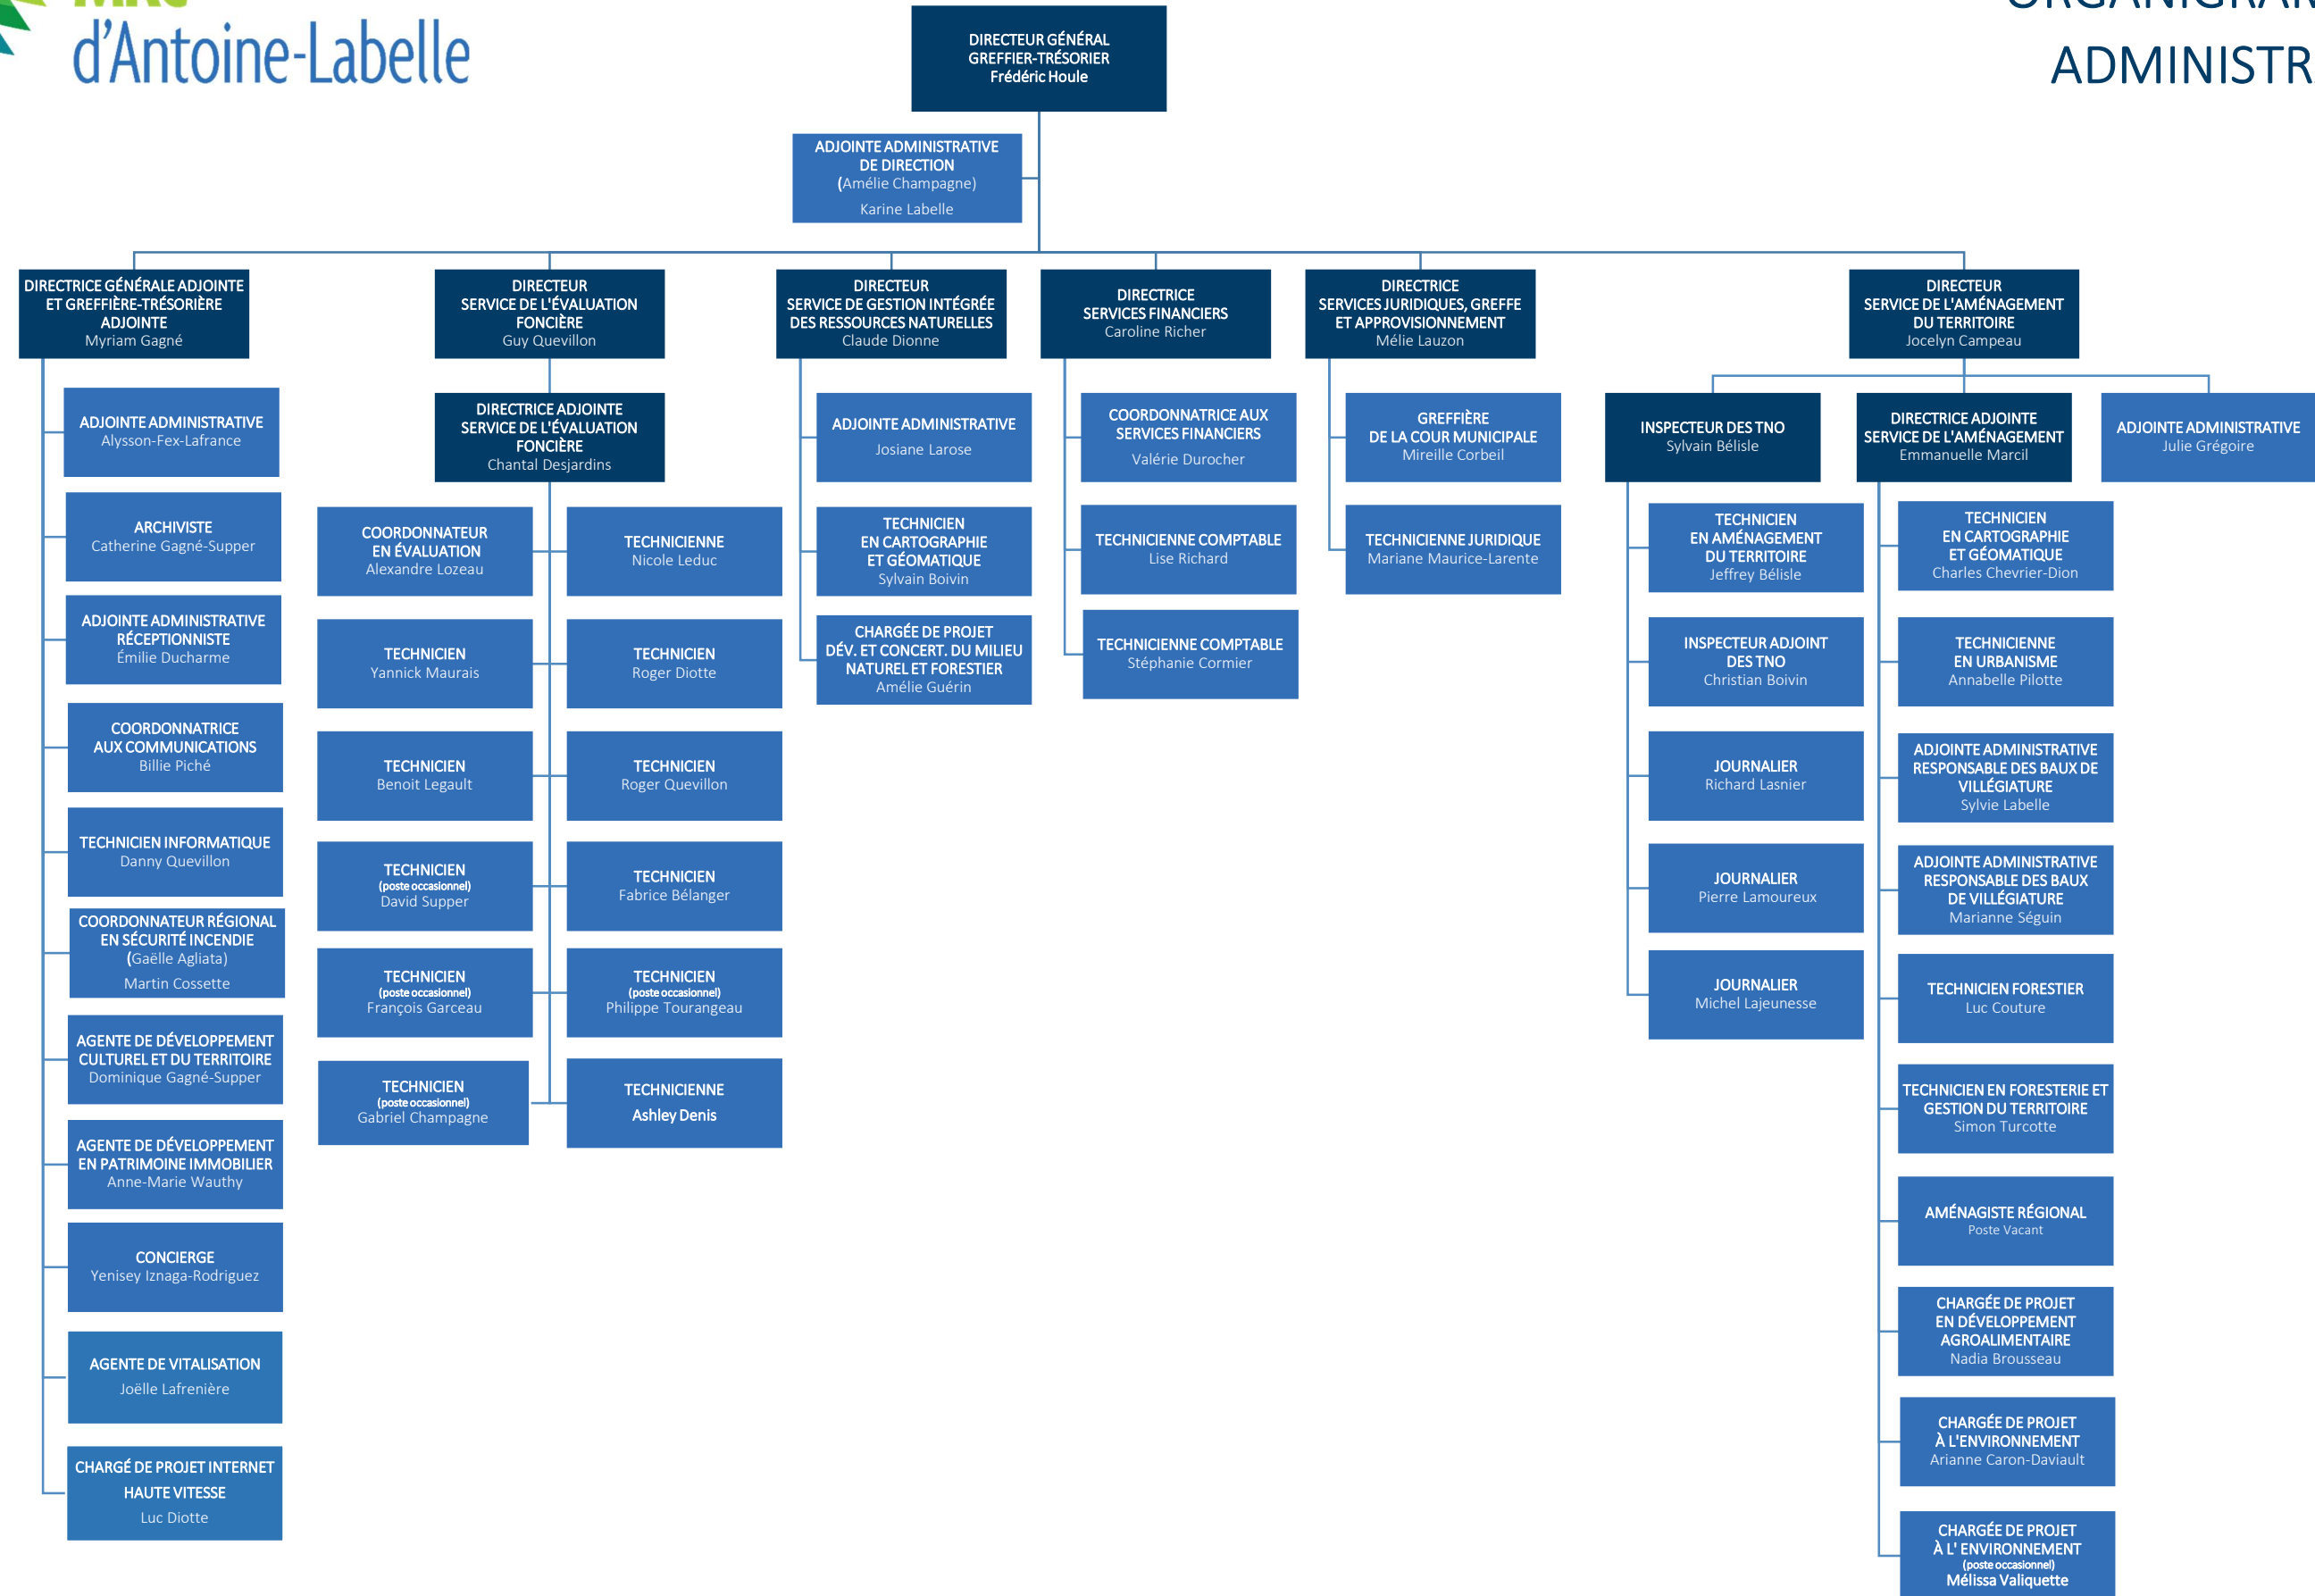 d'Antoine-Labelle
DIRECTEUR GÉNÉRAL
GREFFIER-TRÉSORIER
Frédéric Houle
ADJOINTE ADMINISTRATIVE
DE DIRECTION
(Amélie Champagne)
Karine Labelle
DIRECTRICE GÉNÉRALE ADJOINTE
ET GREFFIÈRE-TRÉSORIÈRE
ADJOINTE
Myriam Gagné
ADJOINTE ADMINISTRATIVE
Alysson-Fex-Lafrance
ARCHIVISTE
Catherine Gagné-Supper
ADJOINTE ADMINISTRATIVE
RÉCEPTIONNISTE
Émilie Ducharme
COORDONNATRICE
AUX COMMUNICATIONS
Billie Piché
TECHNICIEN INFORMATIQUE
Danny Quevillon
COORDONNATEUR RÉGIONAL
EN SÉCURITÉ INCENDIE
(Gaëlle Agliata)
Martin Cossette
AGENTE DE DÉVELOPPEMENT
CULTUREL ET DU TERRITOIRE
Dominique Gagné-Supper
AGENTE DE DÉVELOPPEMENT
EN PATRIMOINE IMMOBILIER
Anne-Marie Wauthy
CONCIERGE
Yenisey Iznaga-Rodriguez
AGENTE DE VITALISATION
Joëlle Lafrenière
CHARGÉ DE PROJET INTERNET
HAUTE VITESSE
Luc Diotte
DIRECTEUR
SERVICE DE L'ÉVALUATION
FONCIÈRE
Guy Quevillon
DIRECTRICE ADJOINTE
SERVICE DE L'ÉVALUATION
FONCIÈRE
Chantal Desjardins
COORDONNATEUR
EN ÉVALUATION
Alexandre Lozeau
TECHNICIENNE
Nicole Leduc
TECHNICIEN
Yannick Maurais
TECHNICIEN
Roger Diotte
TECHNICIEN
Benoit Legault
TECHNICIEN
Roger Quevillon
TECHNICIEN
(poste occasionnel)
David Supper
TECHNICIEN
Fabrice Bélanger
TECHNICIEN
(poste occasionnel)
François Garceau
TECHNICIEN
(poste occasionnel)
Philippe Tourangeau
TECHNICIEN
(poste occasionnel)
Gabriel Champagne
TECHNICIENNE
Ashley Denis
DIRECTEUR
SERVICE DE GESTION INTÉGRÉE
DES RESSOURCES NATURELLES
Claude Dionne
ADJOINTE ADMINISTRATIVE
Josiane Larose
TECHNICIEN
EN CARTOGRAPHIE
ET GÉOMATIQUE
Sylvain Boivin
CHARGÉE DE PROJET
DÉV. ET CONCERT. DU MILIEU
NATUREL ET FORESTIER
Amélie Guérin
DIRECTRICE
SERVICES FINANCIERS
Caroline Richer
COORDONNATRICE AUX
SERVICES FINANCIERS
Valérie Durocher
TECHNICIENNE COMPTABLE
Lise Richard
TECHNICIENNE COMPTABLE
Stéphanie Cormier
DIRECTRICE
SERVICES JURIDIQUES, GREFFE
ET APPROVISIONNEMENT
Mélie Lauzon
GREFFIÈRE
DE LA COUR MUNICIPALE
Mireille Corbeil
TECHNICIENNE JURIDIQUE
Mariane Maurice-Larente
DIRECTEUR
SERVICE DE L'AMÉNAGEMENT
DU TERRITOIRE
Jocelyn Campeau
INSPECTEUR DES TNO
Sylvain Bélisle
TECHNICIEN
EN AMÉNAGEMENT
DU TERRITOIRE
Jeffrey Bélisle
INSPECTEUR ADJOINT
DES TNO
Christian Boivin
JOURNALIER
Richard Lasnier
JOURNALIER
Pierre Lamoureux
JOURNALIER
Michel Lajeunesse
DIRECTRICE ADJOINTE
SERVICE DE L'AMÉNAGEMENT
Emmanuelle Marcil
TECHNICIEN
EN CARTOGRAPHIE
ET GÉOMATIQUE
Charles Chevrier-Dion
TECHNICIENNE
EN URBANISME
Annabelle Pilotte
ADJOINTE ADMINISTRATIVE
RESPONSABLE DES BAUX DE
VILLÉGIATURE
Sylvie Labelle
ADJOINTE ADMINISTRATIVE
RESPONSABLE DES BAUX
DE VILLÉGIATURE
Marianne Séguin
TECHNICIEN FORESTIER
Luc Couture
TECHNICIEN EN FORESTERIE ET
GESTION DU TERRITOIRE
Simon Turcotte
AMÉNAGISTE RÉGIONAL
Poste Vacant
CHARGÉE DE PROJET
EN DÉVELOPPEMENT
AGROALIMENTAIRE
Nadia Brousseau
CHARGÉE DE PROJET
À L'ENVIRONNEMENT
Arianne Caron-Daviault
CHARGÉE DE PROJET
À L' ENVIRONNEMENT
(poste occasionnel)
Mélissa Valiquette
ADJOINTE ADMINISTRATIVE
Julie Grégoire